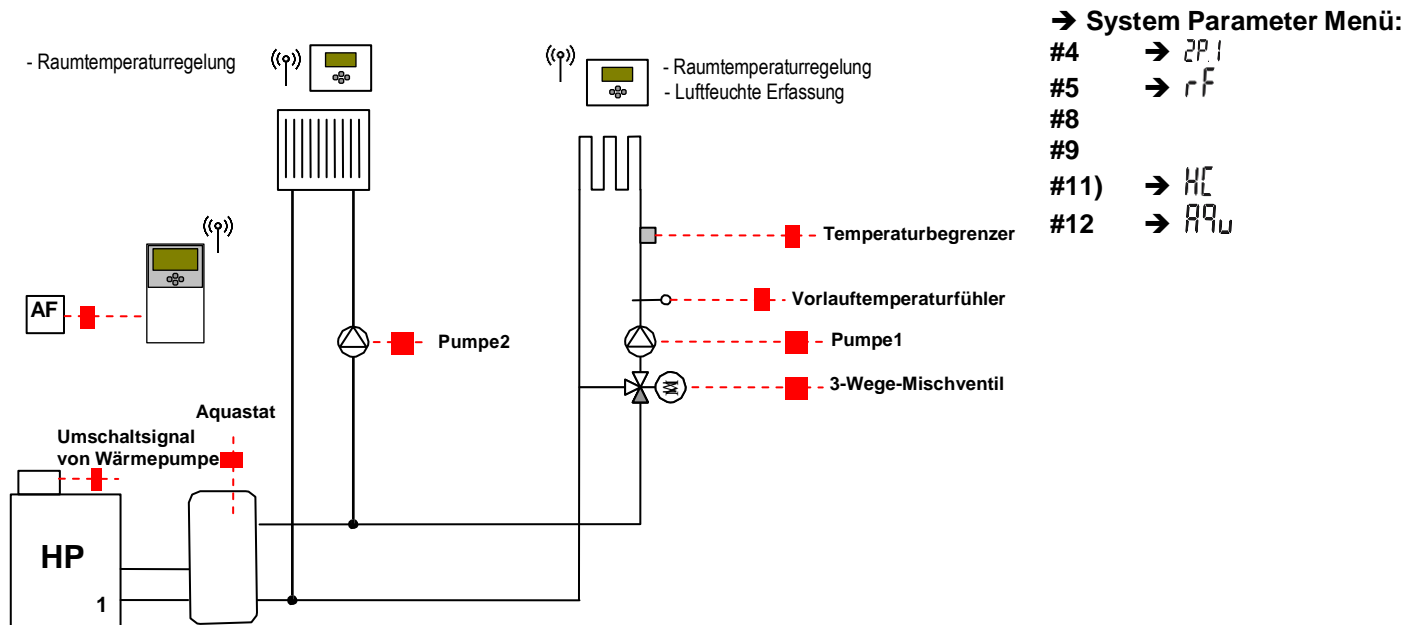 - Raumtemperaturregelung
- Raumtemperaturregelung
- Luftfeuchte Erfassung
➔ System Parameter Menü:
#4 ➔ 2P.1
#5 ➔ rF
#8
#9
#11) ➔ HC
#12 ➔ A9u
Temperaturbegrenzer
Vorlauftemperaturfühler
AF
Pumpe2
Pumpe1
3-Wege-Mischventil
Aquastat
Umschaltsignal
von Wärmepumpe
HP
1